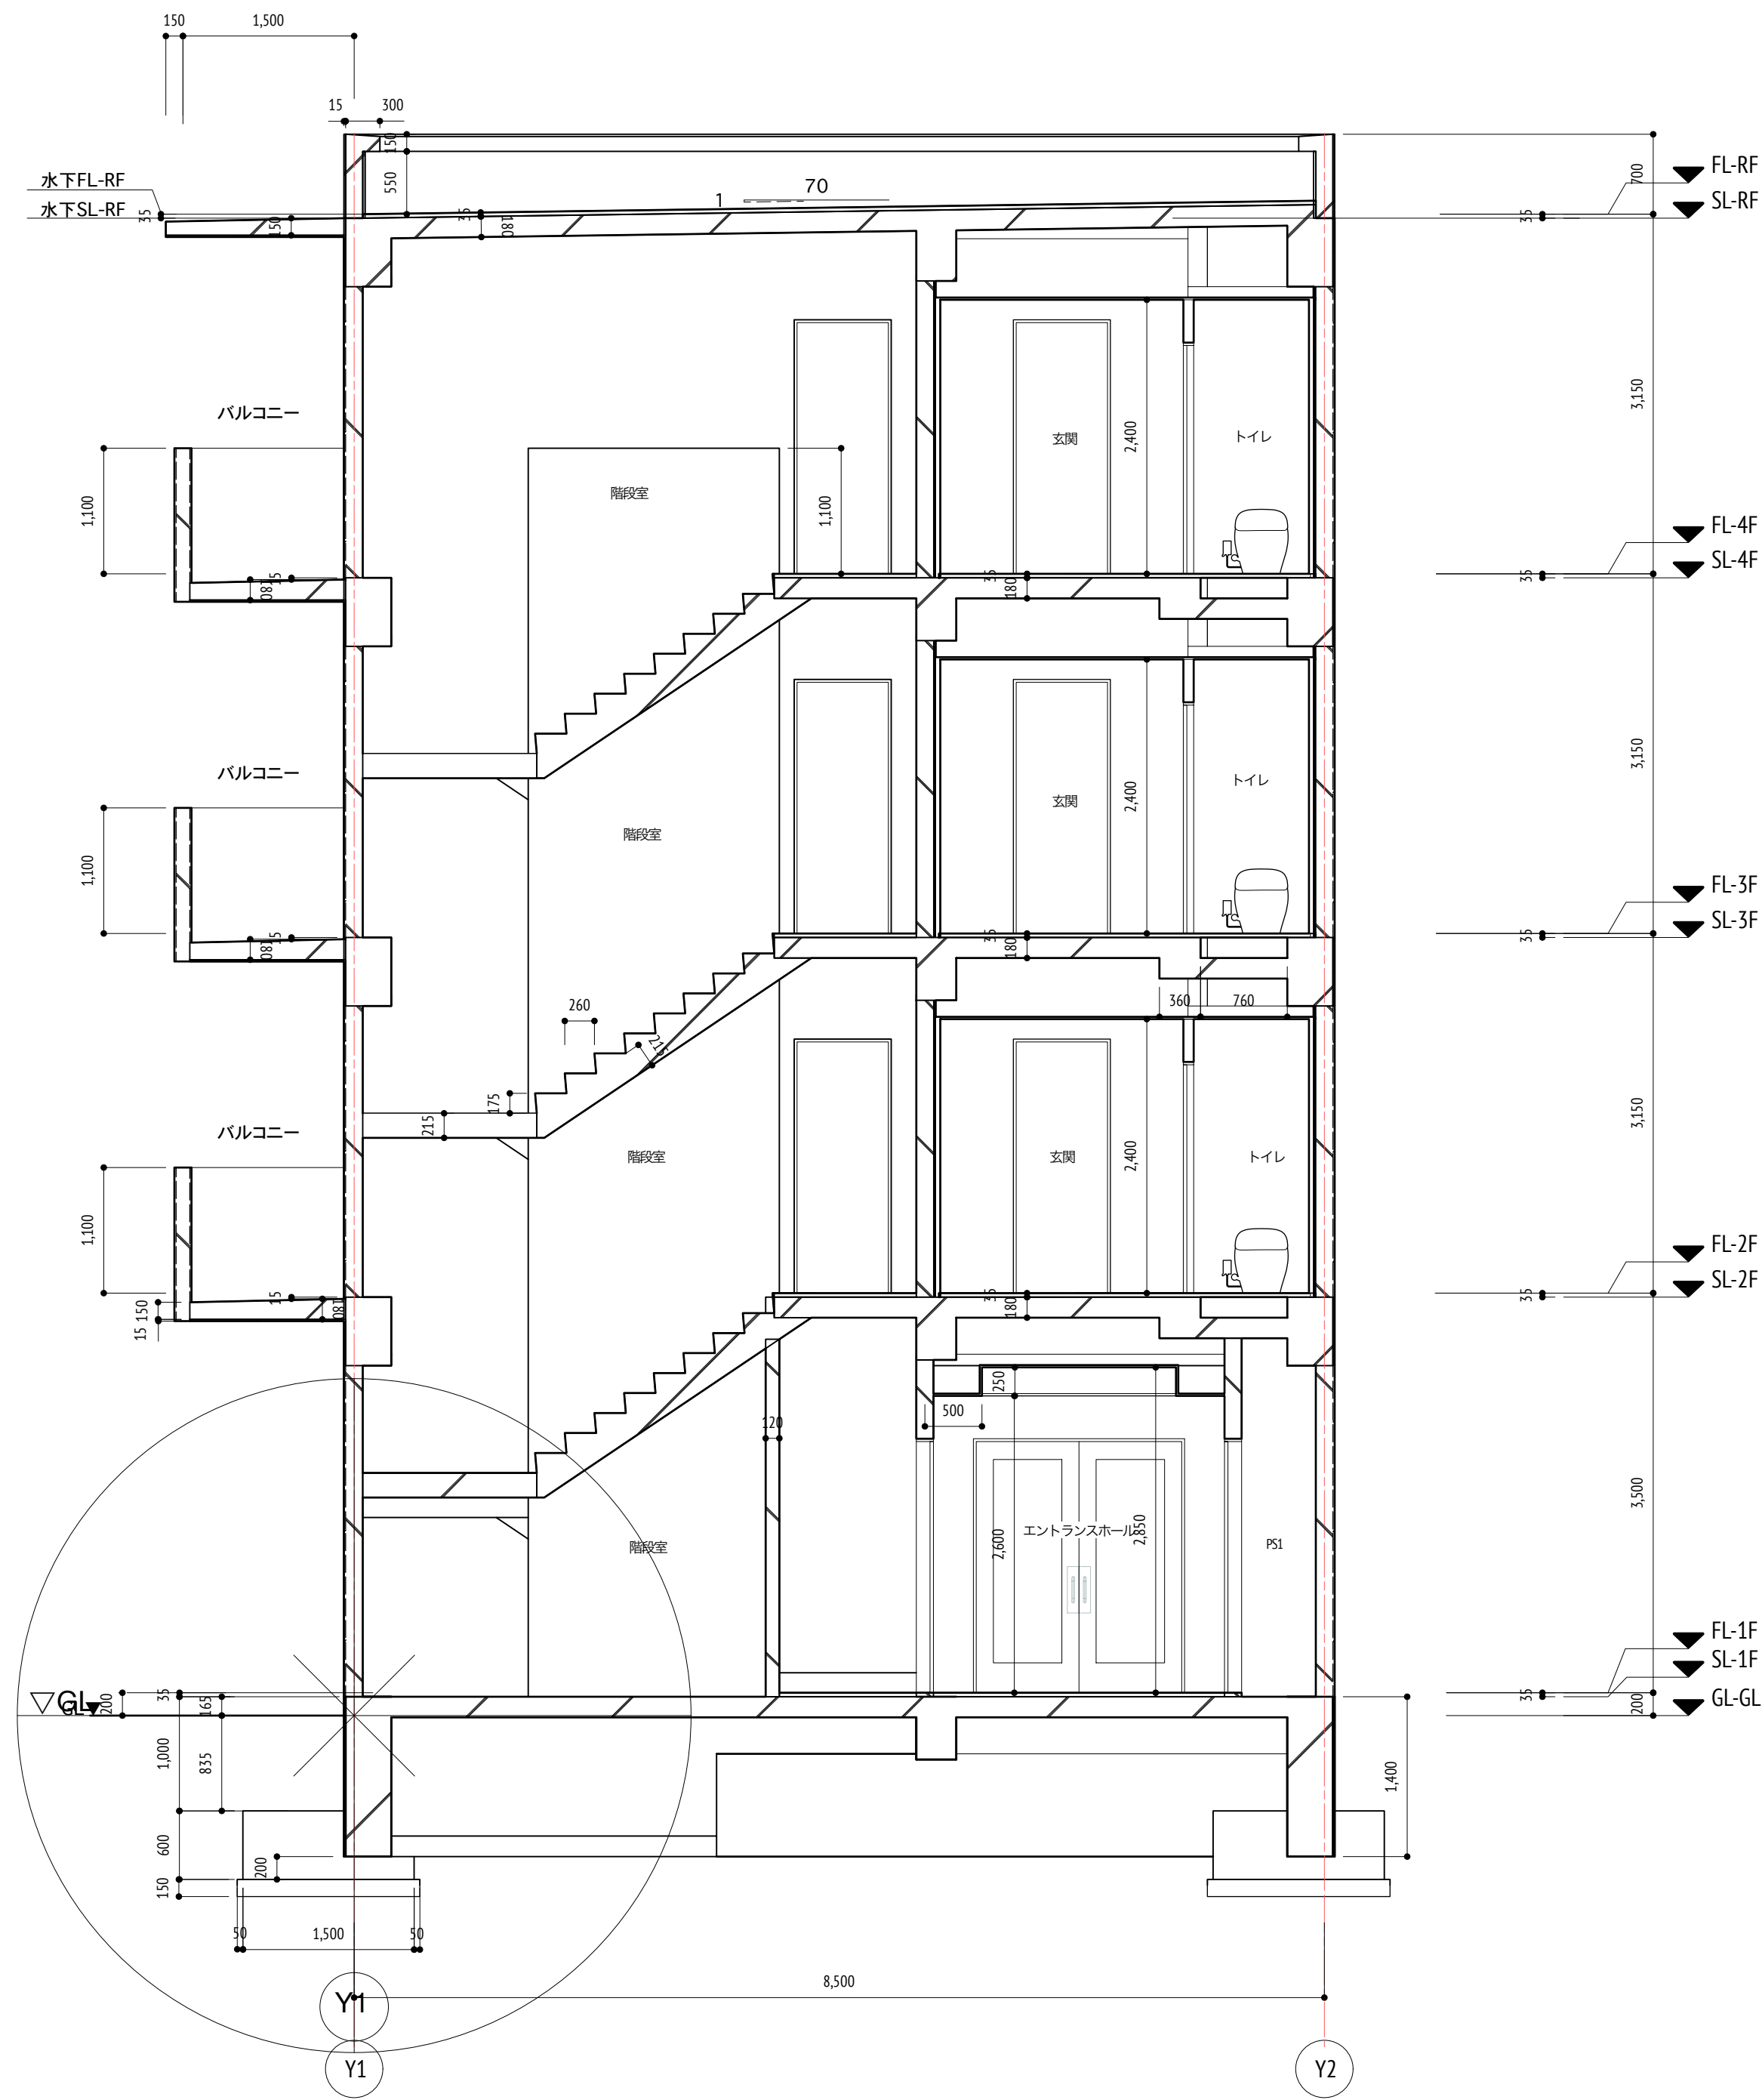 150 1,500
15 300
150
550
700
FL-RF
SL-RF
水下FL-RF
水下SL-RF
35
150
35
180
1 70
35
バルコニー
階段室
玄関
2,400
トイレ
3,150
1,100
1,100
15
180
35
180
35
FL-4F
SL-4F
バルコニー
階段室
玄関
2,400
トイレ
3,150
1,100
15
180
35
180
35
FL-3F
SL-3F
260
215
175
215
360 760
バルコニー
階段室
玄関
2,400
トイレ
3,150
1,100
15
180
150
15
35
180
35
FL-2F
SL-2F
250
500
120
階段室
エントランスホール
2,600
2,850
PS1
3,500
FL-1F
SL-1F
GL-GL
35
200
GL
GL
200
35
165
1,000
835
600
200
150
1,400
50 1,500 50
8,500
Y1
Y1
Y2